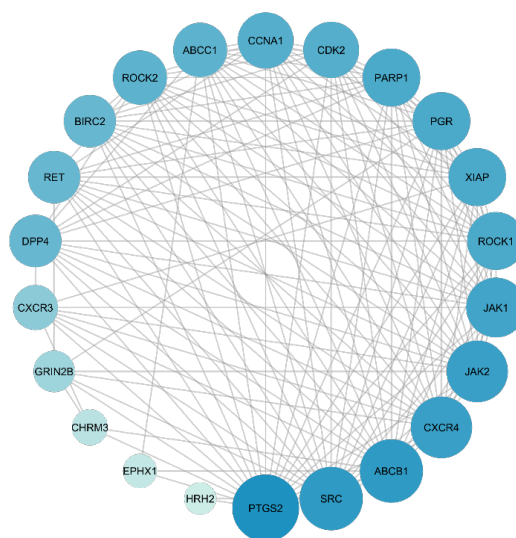 CCNA1
CDK2
ABCC1
PARP1
ROCK2
PGR
BIRC2
XIAP
RET
ROCK1
DPP4
JAK1
CXCR3
JAK2
GRIN2B
CXCR4
CHRM3
ABCB1
EPHX1
SRC
HRH2
PTGS2